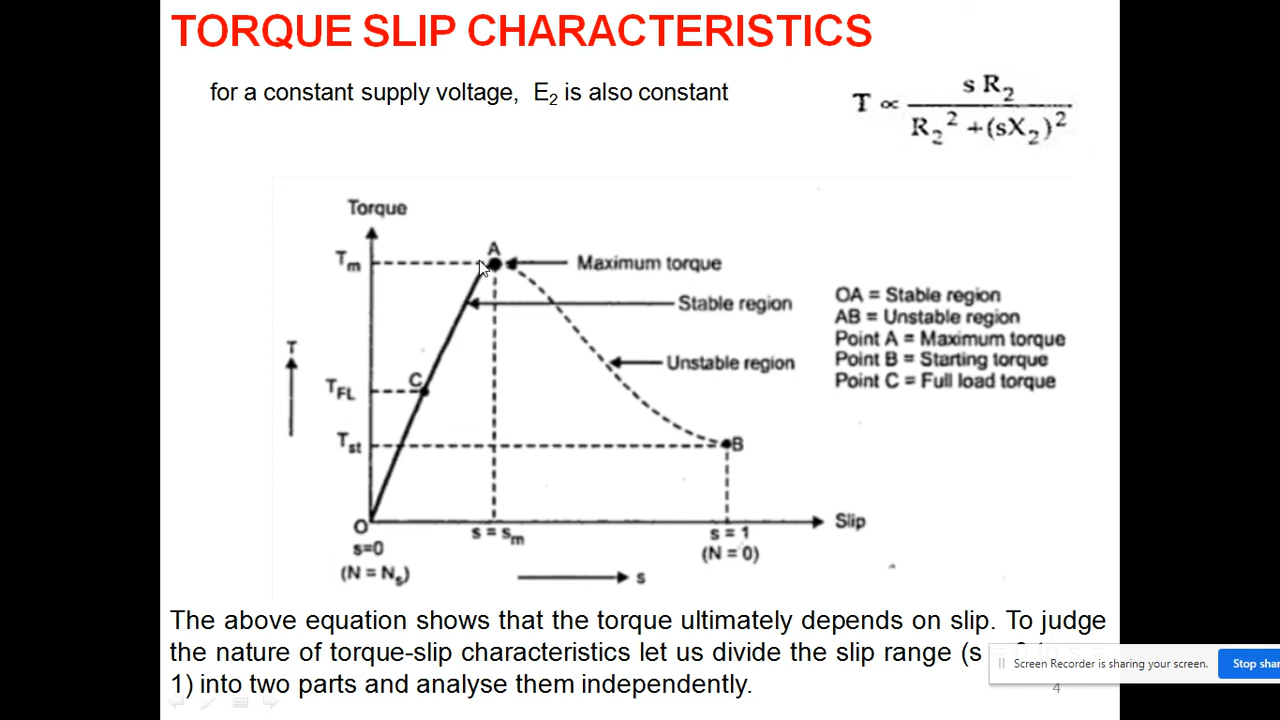 TORQUE SLIP CHARACTERISTICS
for a constant supply voltage, E₂ is also constant
T ∝ s R₂ / R₂² +(sX₂)²
Torque
A
Tₘ
Maximum torque
Stable region
OA = Stable region
AB = Unstable region
Point A = Maximum torque
Point B = Starting torque
Point C = Full load torque
T
Unstable region
C
T_FL
T_st
B
O
Slip
s=0
s = sₘ
s = 1
(N = Nₛ)
(N = 0)
s
The above equation shows that the torque ultimately depends on slip. To judge
the nature of torque-slip characteristics let us divide the slip range (s
1) into two parts and analyse them independently.
Screen Recorder is sharing your screen.
Stop
4